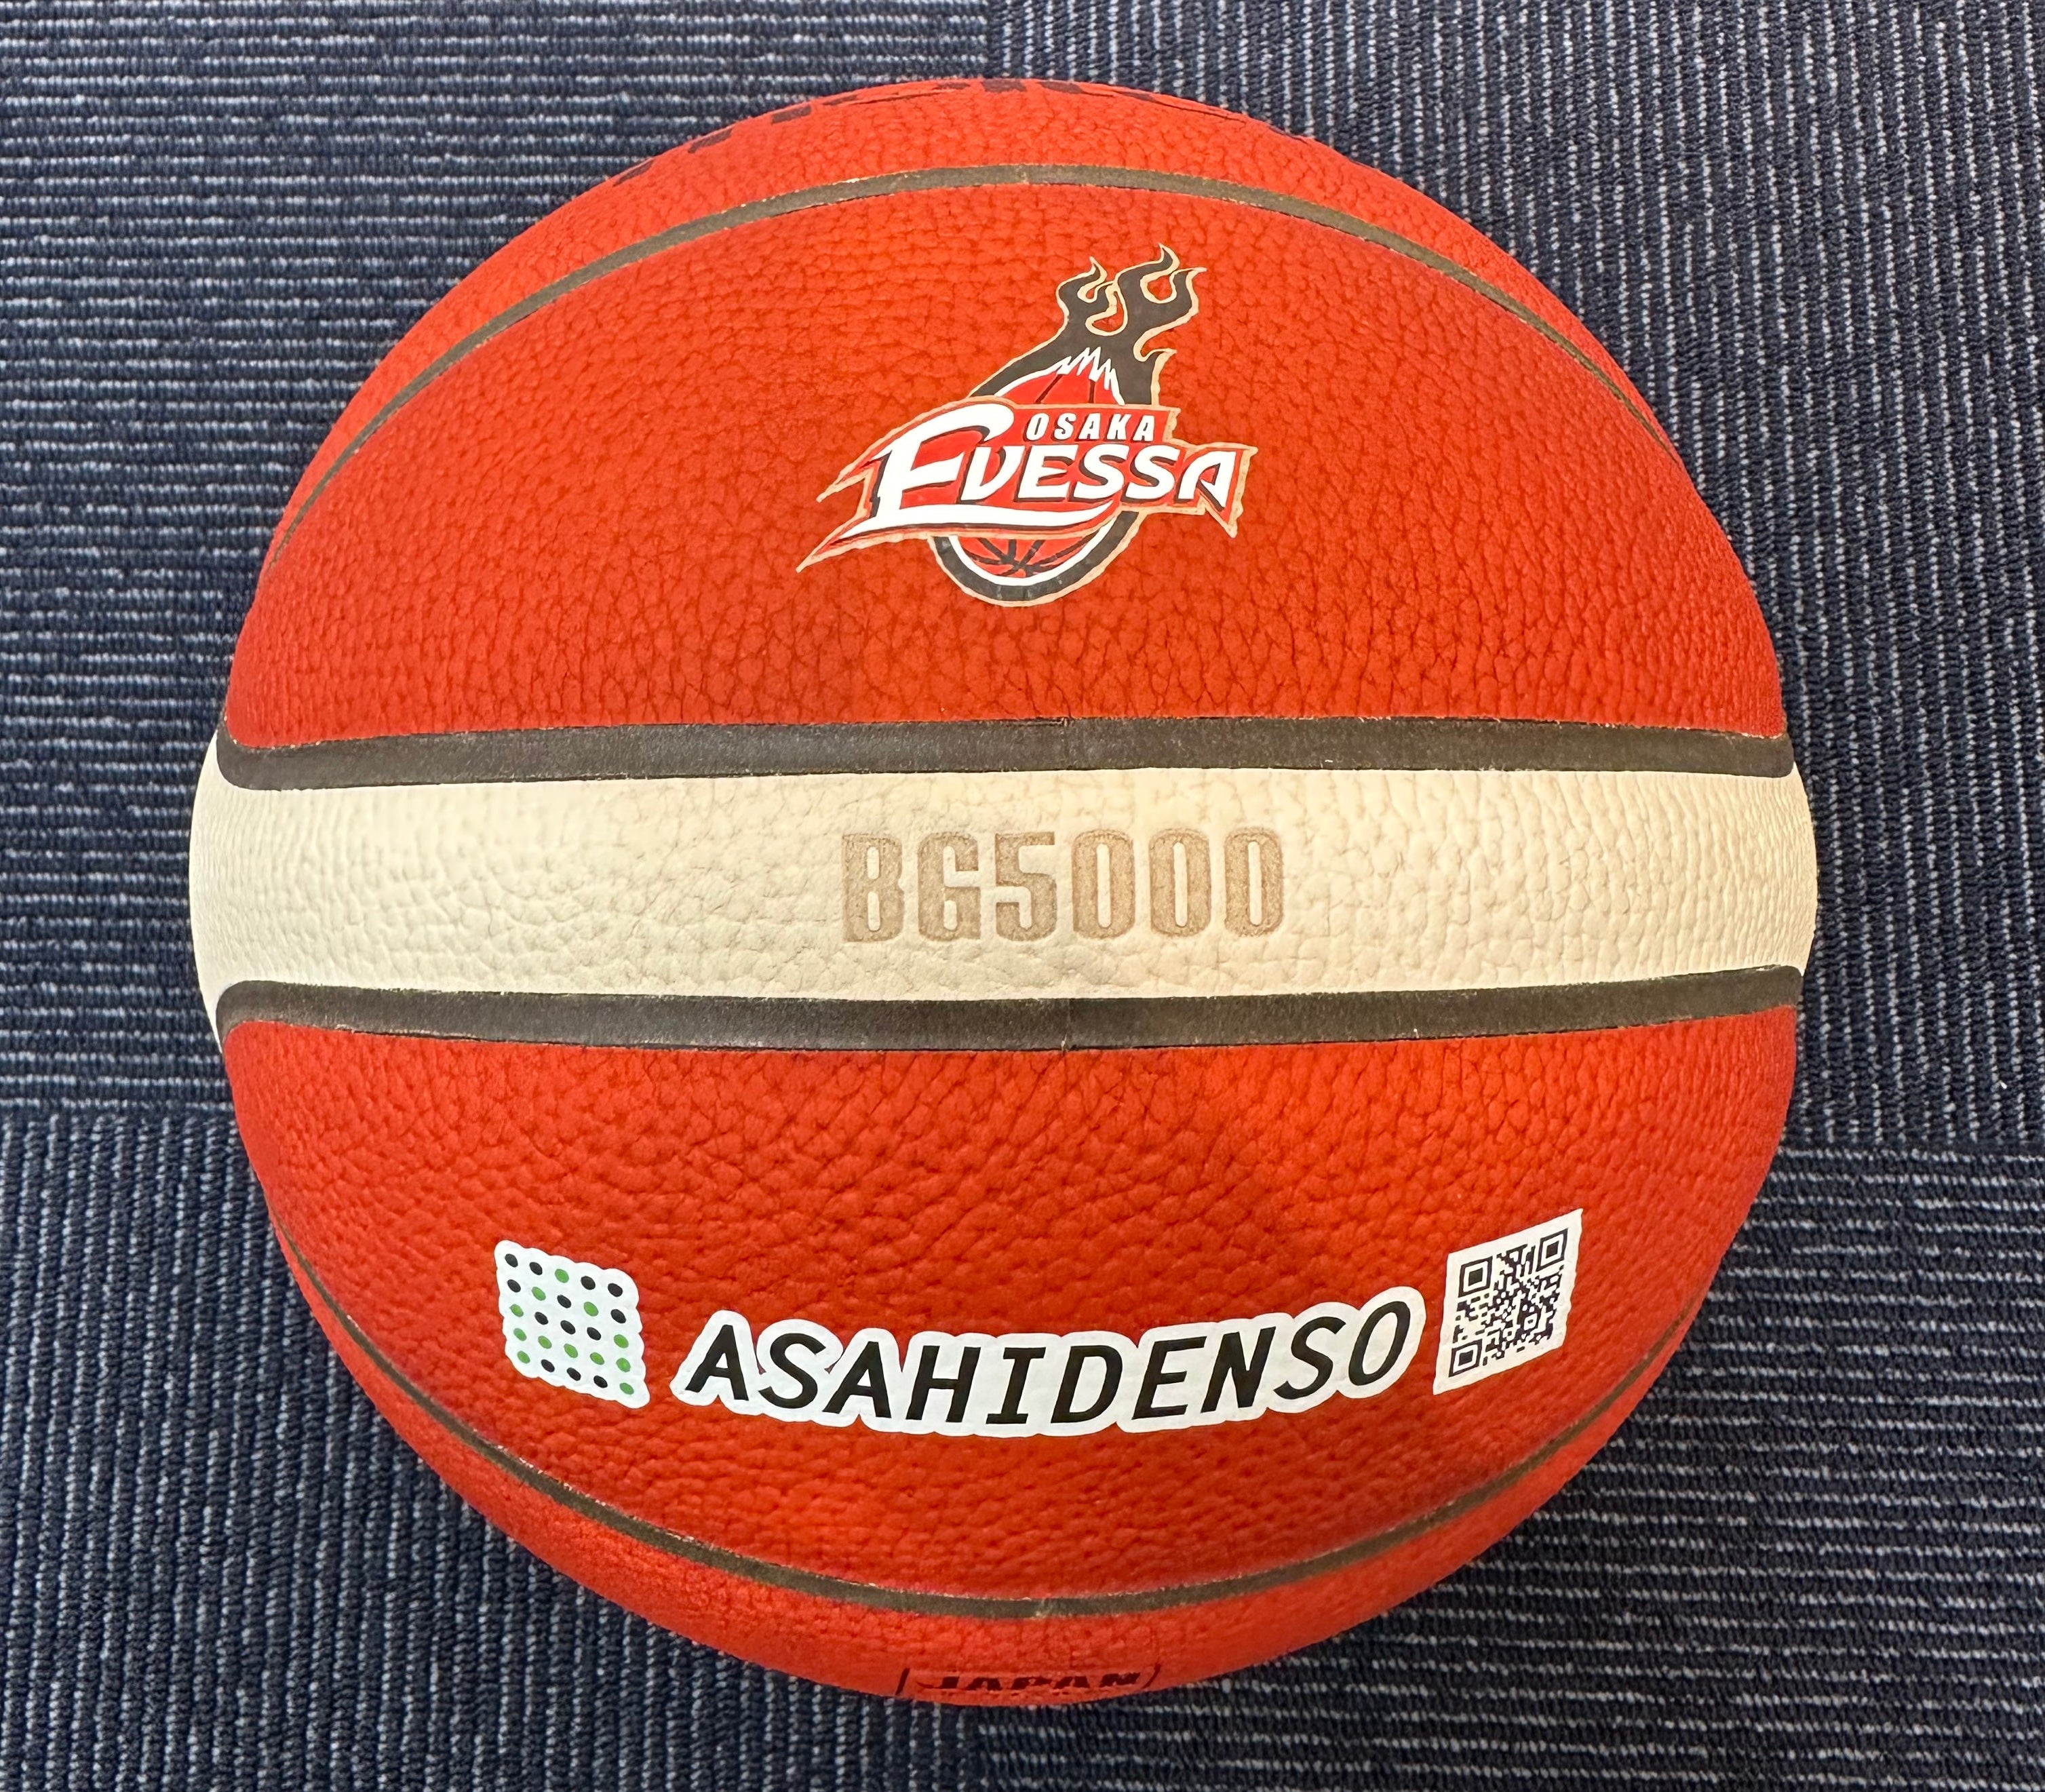 OSAKA
EVESSA
BG5000
ASAHIDENSO
JAPAN